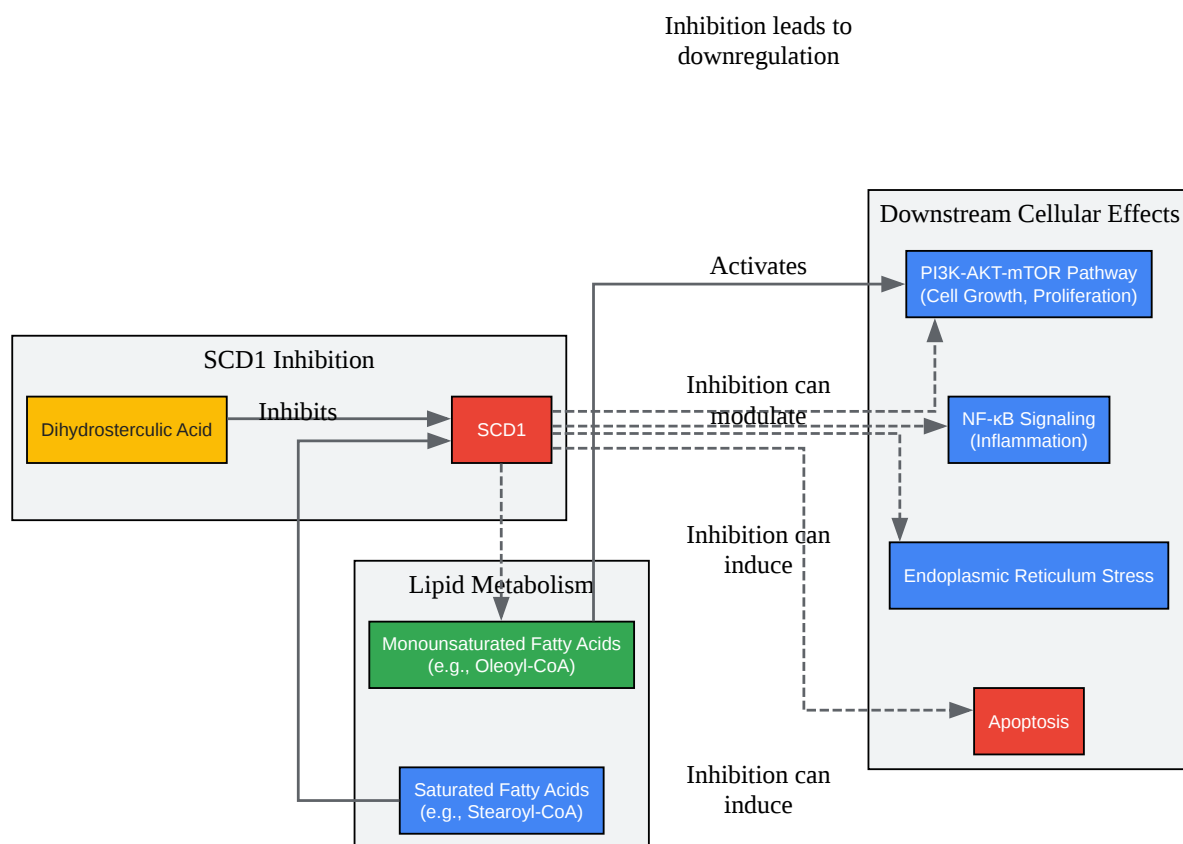 Inhibition leads to
downregulation
Downstream Cellular Effects
PI3K-AKT-mTOR Pathway
(Cell Growth, Proliferation)
Activates
SCD1 Inhibition
Dihydrosterculic Acid
Inhibits
SCD1
Inhibition can
modulate
NF-κB Signaling
(Inflammation)
Inhibition can
induce
Endoplasmic Reticulum Stress
Lipid Metabolism
Monounsaturated Fatty Acids
(e.g., Oleoyl-CoA)
Apoptosis
Saturated Fatty Acids
(e.g., Stearoyl-CoA)
Inhibition can
induce